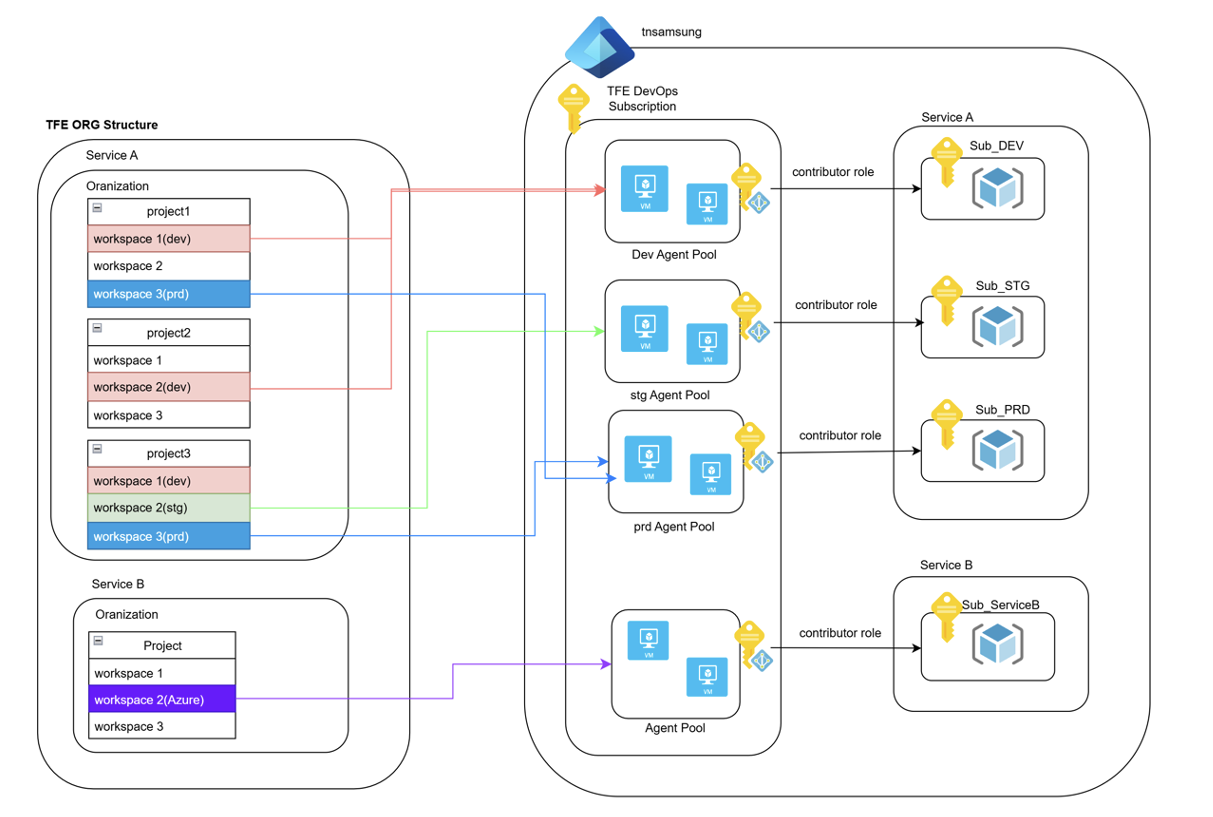 tnsamsung
TFE DevOps
Subscription
TFE ORG Structure
Service A
Oranization
project1
workspace 1(dev)
workspace 2
workspace 3(prd)
project2
workspace 1
workspace 2(dev)
workspace 3
project3
workspace 1(dev)
workspace 2(stg)
workspace 3(prd)
Service B
Oranization
Project
workspace 1
workspace 2(Azure)
workspace 3
VM
VM
Dev Agent Pool
VM
VM
stg Agent Pool
VM
VM
prd Agent Pool
VM
VM
Agent Pool
contributor role
contributor role
contributor role
contributor role
Service A
Sub_DEV
Sub_STG
Sub_PRD
Service B
Sub_ServiceB